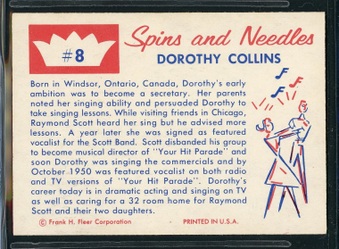 #8
Spins and Needles
DOROTHY COLLINS
Born in Windsor, Ontario, Canada, Dorothy's early
ambition was to become a secretary. Her parents
noted her singing ability and persuaded Dorothy to
take singing lessons. While visiting friends in Chicago,
Raymond Scott heard her sing but he advised more
lessons. A year later she was signed as featured
vocalist for the Scott Band. Scott disbanded his group
to become musical director of "Your Hit Parade" and
soon Dorothy was singing the commercials and by
October 1950 was featured vocalist on both radio
and TV versions of "Your Hit Parade". Dorothy's
career today is in dramatic acting and singing on TV
as well as caring for a 32 room home for Raymond
Scott and their two daughters.
© Frank H. Fleer Corporation PRINTED IN U.S.A.